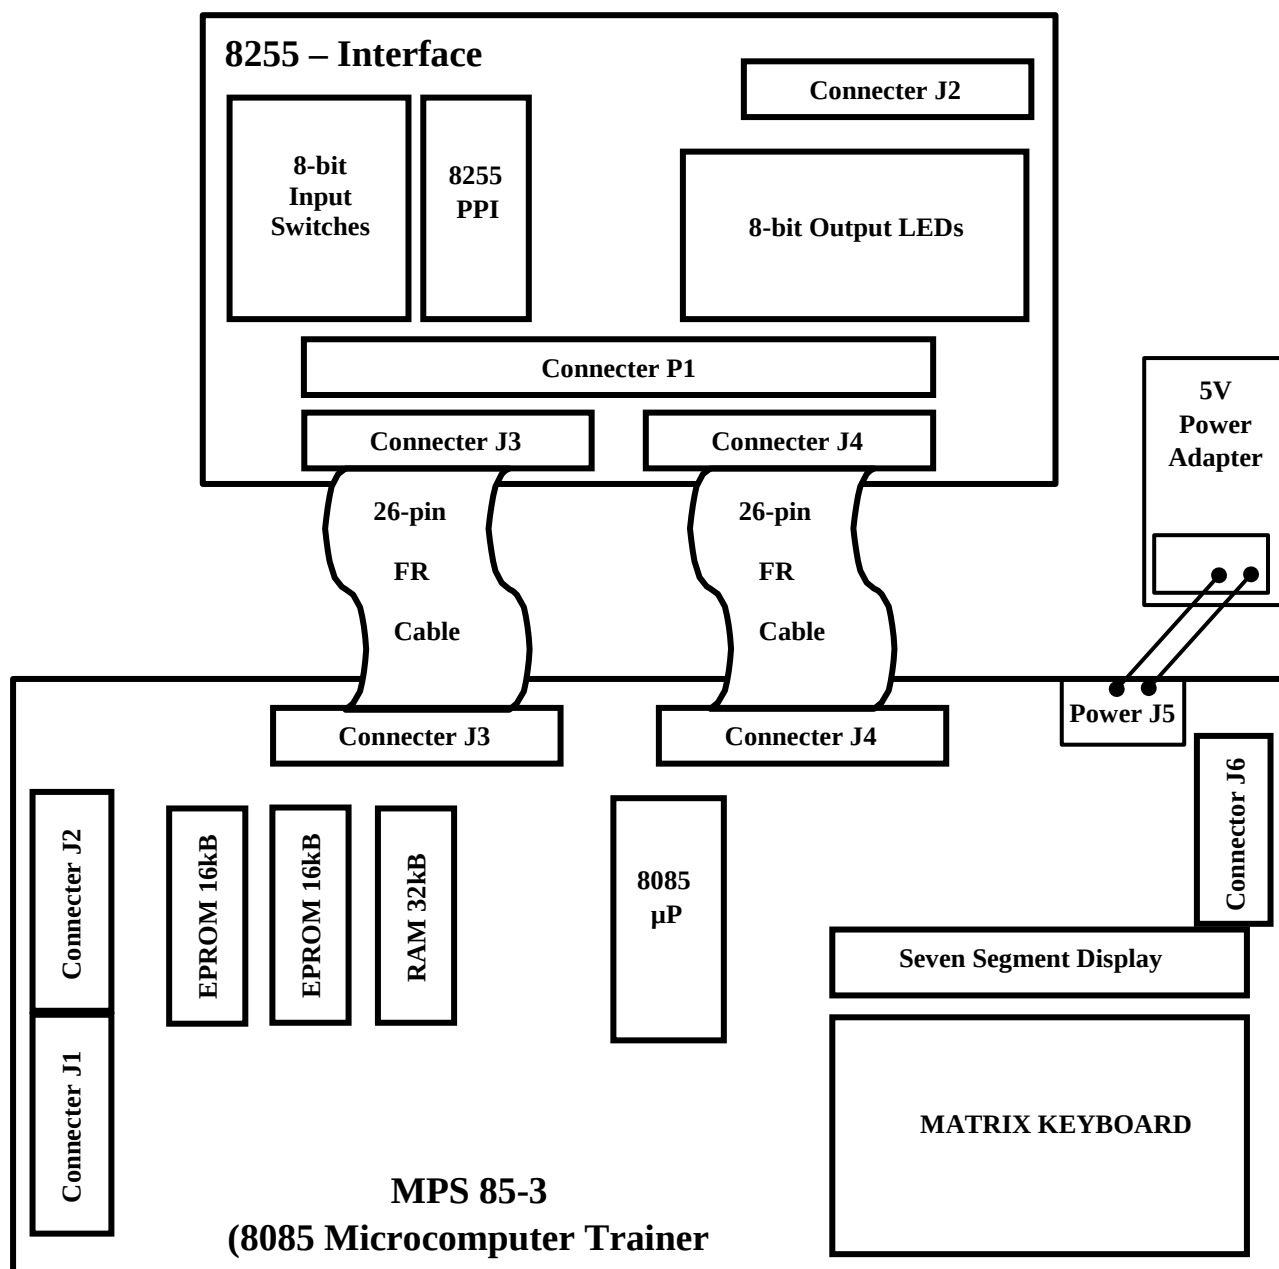 8255 – Interface
Connecter J2
8-bit
Input
Switches
8255
PPI
8-bit Output LEDs
Connecter P1
Connecter J3
Connecter J4
5V
Power
Adapter
26-pin
FR
Cable
26-pin
FR
Cable
Power J5
Connecter J3
Connecter J4
Connector J6
Connecter J2
EPROM 16kB
EPROM 16kB
RAM 32kB
8085
µP
Seven Segment Display
Connecter J1
MATRIX KEYBOARD
MPS 85-3
(8085 Microcomputer Trainer